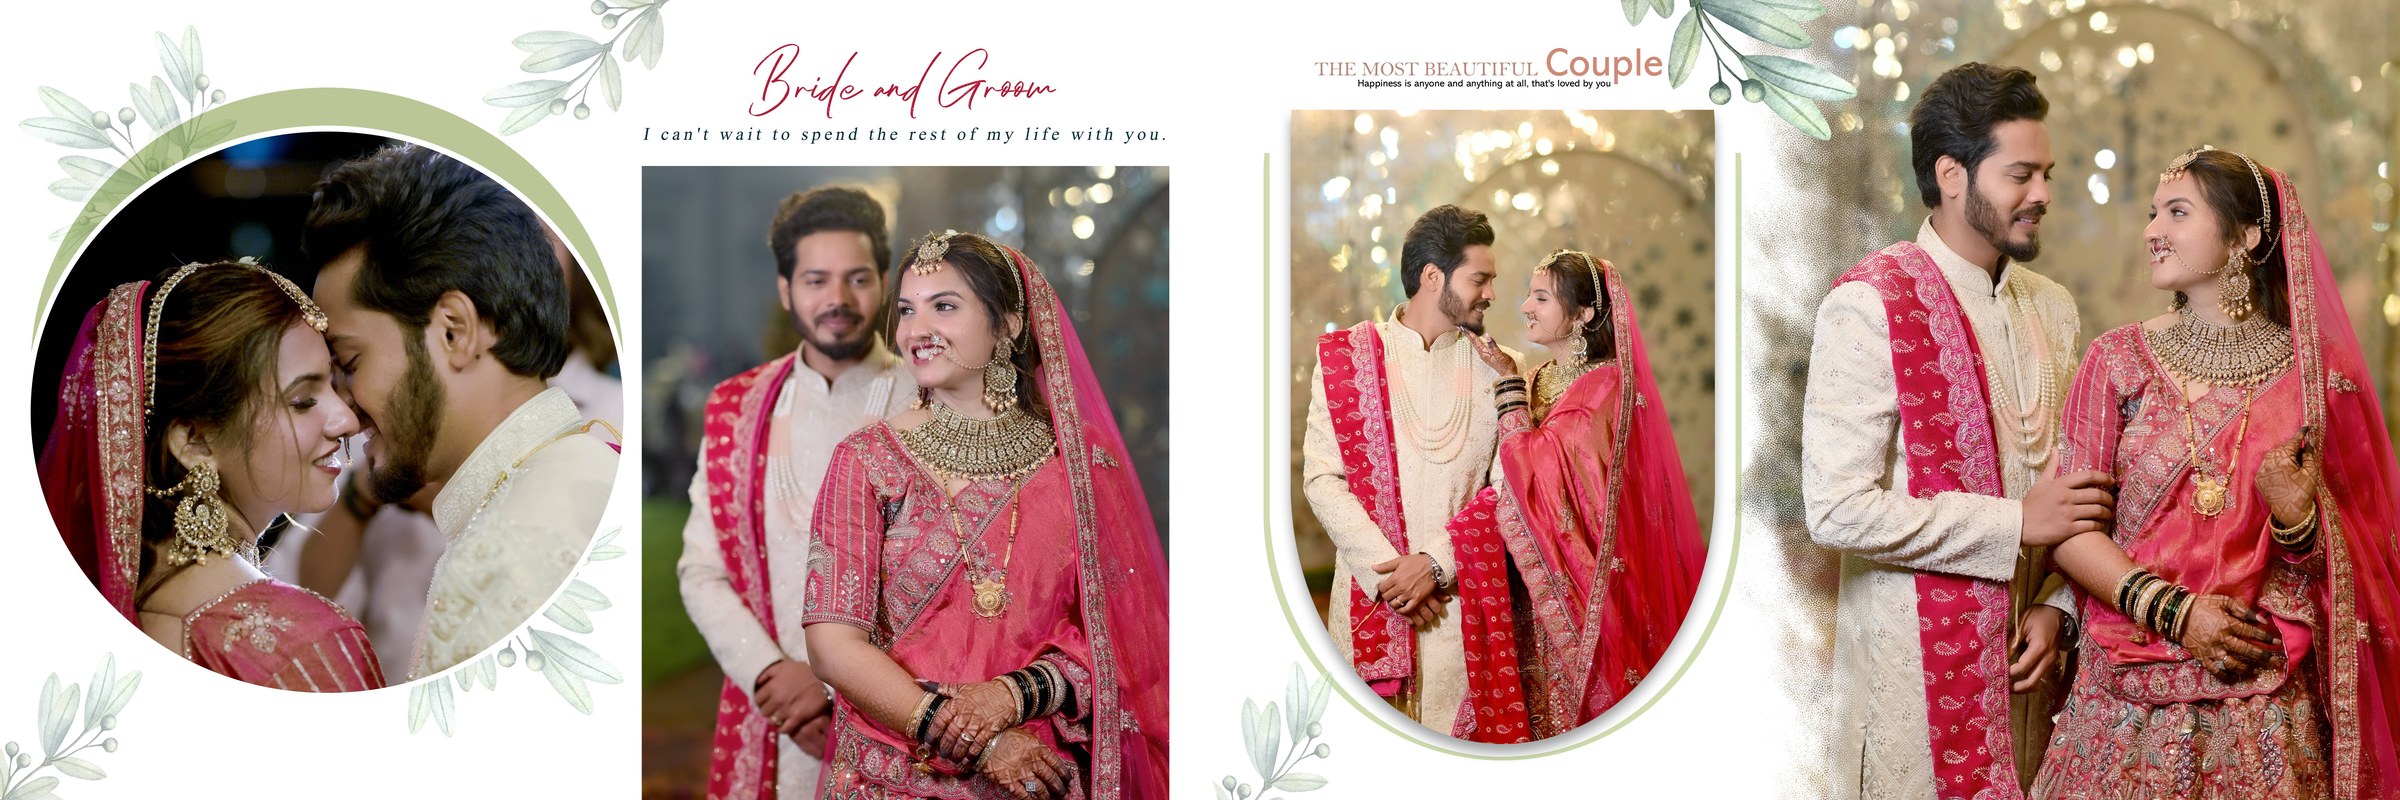 Bride and Groom
I can't wait to spend the rest of my life with you.
THE MOST BEAUTIFUL Couple
Happiness is anyone and anything at all, that's loved by you